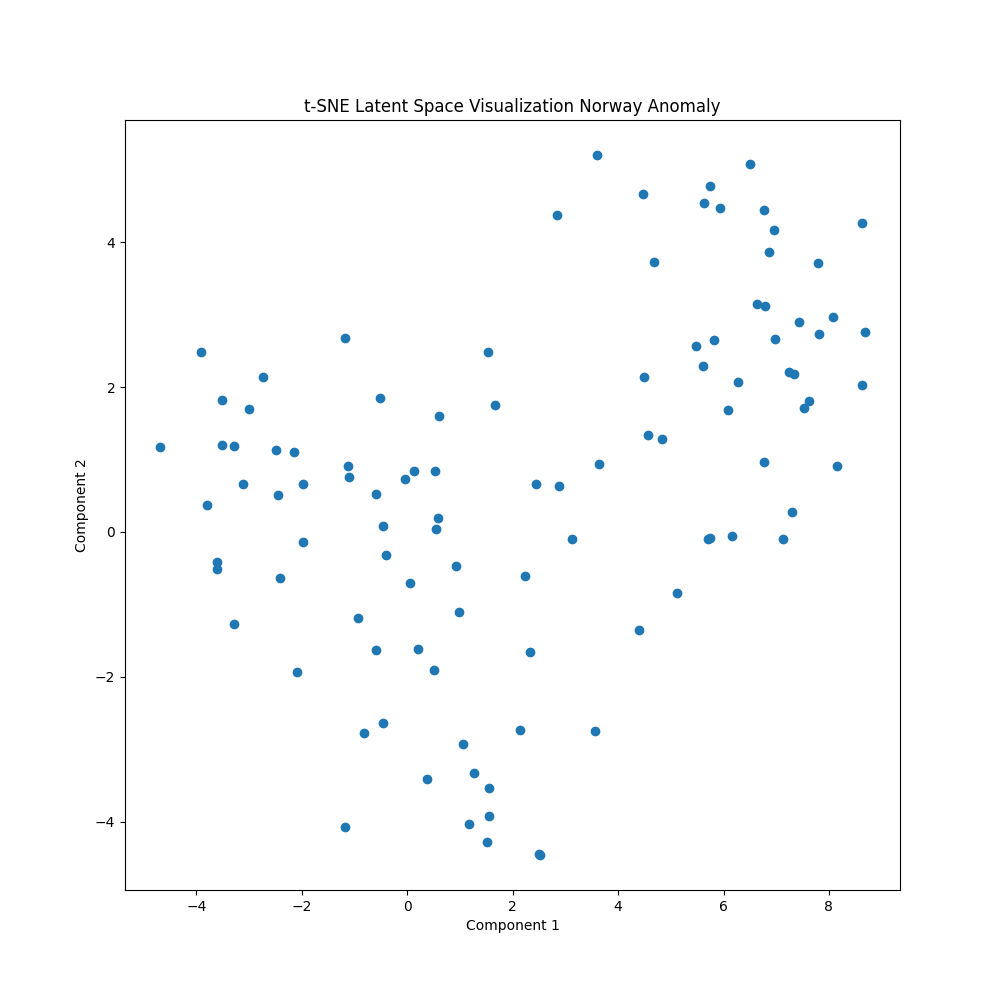 t-SNE Latent Space Visualization Norway Anomaly
4
2
0
−2
−4
Component 2
−4 −2 0 2 4 6 8
Component 1